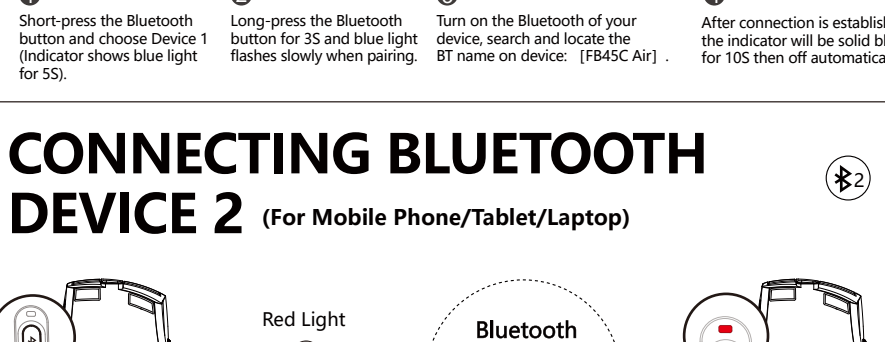 Short-press the Bluetooth
button and choose Device 1
(Indicator shows blue light
for 5S).
Long-press the Bluetooth
button for 3S and blue light
flashes slowly when pairing.
Turn on the Bluetooth of your
device, search and locate the
BT name on device: [FB45C Air] .
After connection is
the indicator will be solid
for 10S then off
CONNECTING BLUETOOTH
DEVICE 2 (For Mobile Phone/Tablet/Laptop)
2
Red Light
Bluetooth